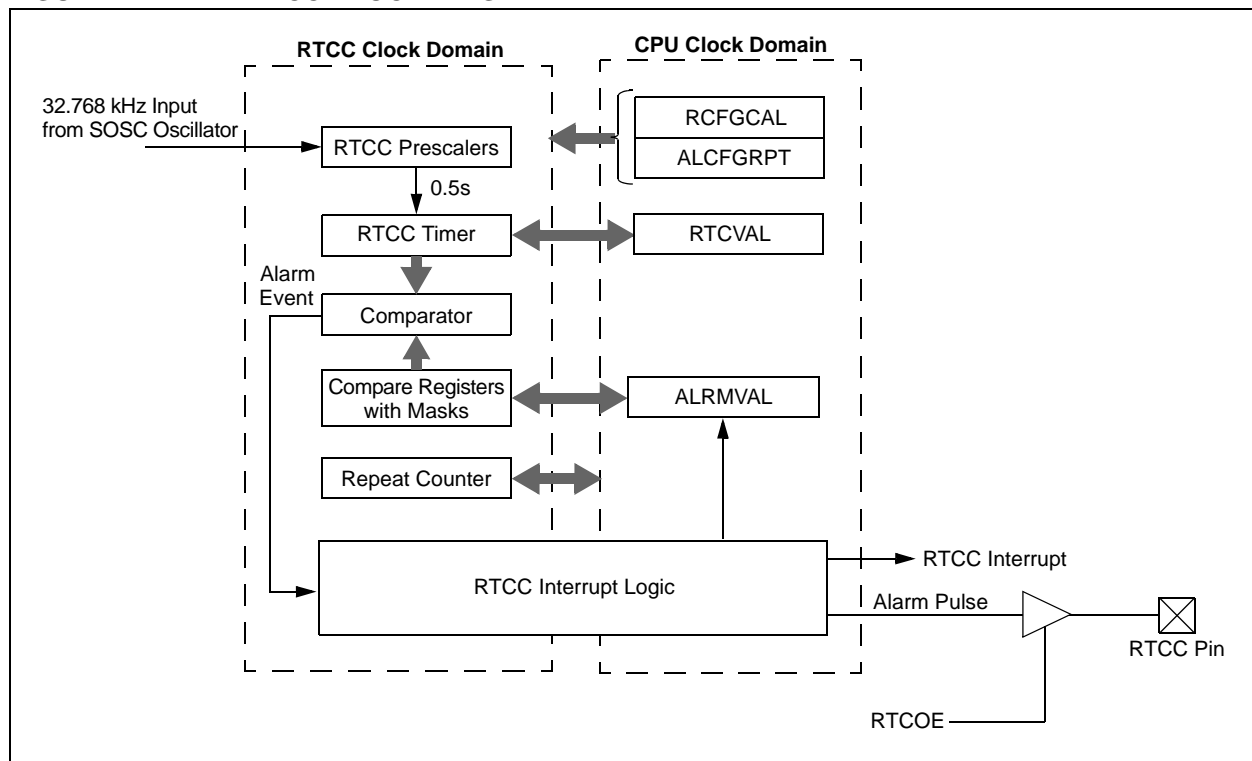 RTCC Clock Domain
CPU Clock Domain
32.768 kHz Input
from SOSC Oscillator
RTCC Prescalers
0.5s
RTCC Timer
Alarm
Event
Comparator
Compare Registers
with Masks
Repeat Counter
RCFGCAL
ALCFGRPT
RTCVAL
ALRMVAL
RTCC Interrupt Logic
RTCC Interrupt
Alarm Pulse
RTCC Pin
RTCOE